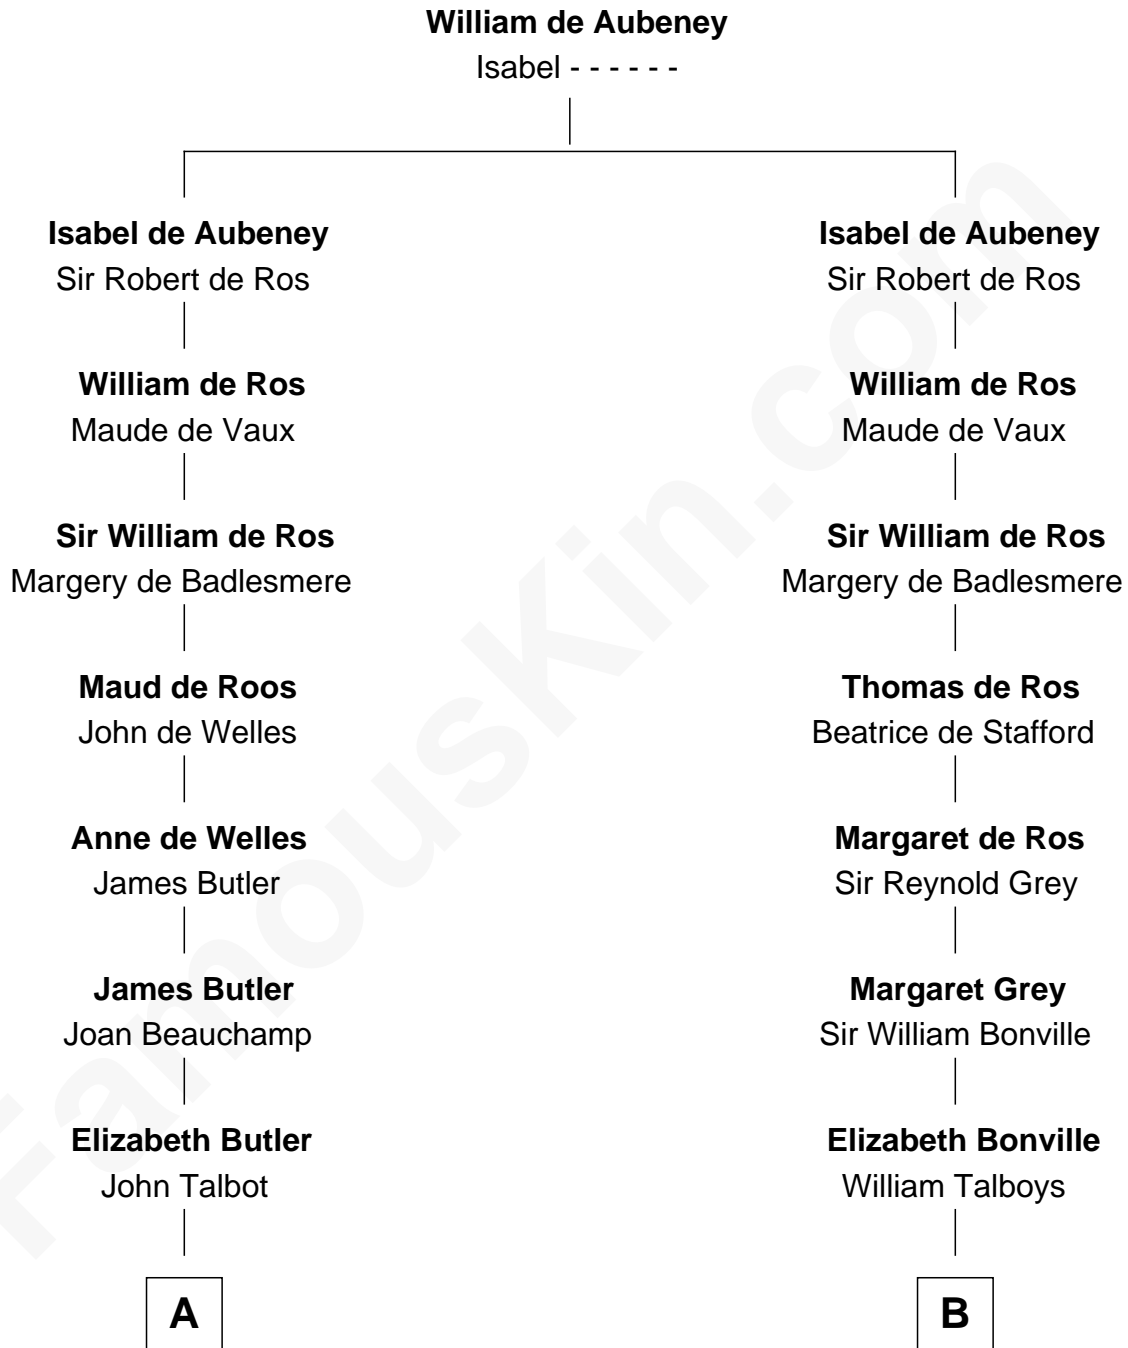 William de Aubeney
Isabel - - - - - -
Isabel de Aubeney
Sir Robert de Ros
William de Ros
Maude de Vaux
Sir William de Ros
Margery de Badlesmere
Maud de Roos
John de Welles
Anne de Welles
James Butler
James Butler
Joan Beauchamp
Elizabeth Butler
John Talbot
A
Isabel de Aubeney
Sir Robert de Ros
William de Ros
Maude de Vaux
Sir William de Ros
Margery de Badlesmere
Thomas de Ros
Beatrice de Stafford
Margaret de Ros
Sir Reynold Grey
Margaret Grey
Sir William Bonville
Elizabeth Bonville
William Talboys
B
FamousKin.com